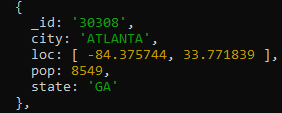 {
_id: '30308',
city: 'ATLANTA',
loc: [ -84.375744, 33.771839 ],
pop: 8549,
state: 'GA'
},